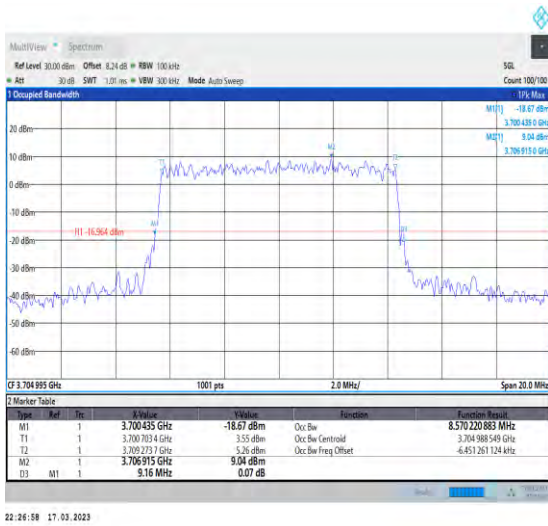 MultiView Spectrum
Ref Level 30.00 dBm Offset 8.24 dB RBW 100 kHz SGL
Att 30 dB SWT 1.01 ms VBW 300 kHz Mode Auto Sweep Count 100/100
1 Occupied Bandwidth 1Pk Max
M1[1] -18.67 dBm
3.700 435 0 GHz
20 dBm
M2[1] 9.04 dBm
3.706 915 0 GHz
M2
10 dBm
T1
0 dBm
-10 dBm
M1
H1 -16.964 dBm
-20 dBm
-30 dBm
-40 dBm
-50 dBm
-60 dBm
CF 3.704 995 GHz 1001 pts 2.0 MHz/ Span 20.0 MHz
2 Marker Table
Type Ref Trc X-Value Y-Value Function Function Result
M1 1 3.700 435 GHz -18.67 dBm Occ Bw 8.570 220 883 MHz
T1 1 3.700 703 4 GHz 3.55 dBm Occ Bw Centroid 3.704 988 549 GHz
T2 1 3.709 273 7 GHz 5.26 dBm Occ Bw Freq Offset -6.451 261 124 kHz
M2 1 3.706 915 GHz 9.04 dBm
D3 M1 1 9.16 MHz 0.07 dB
22:26:58 17.03.2023